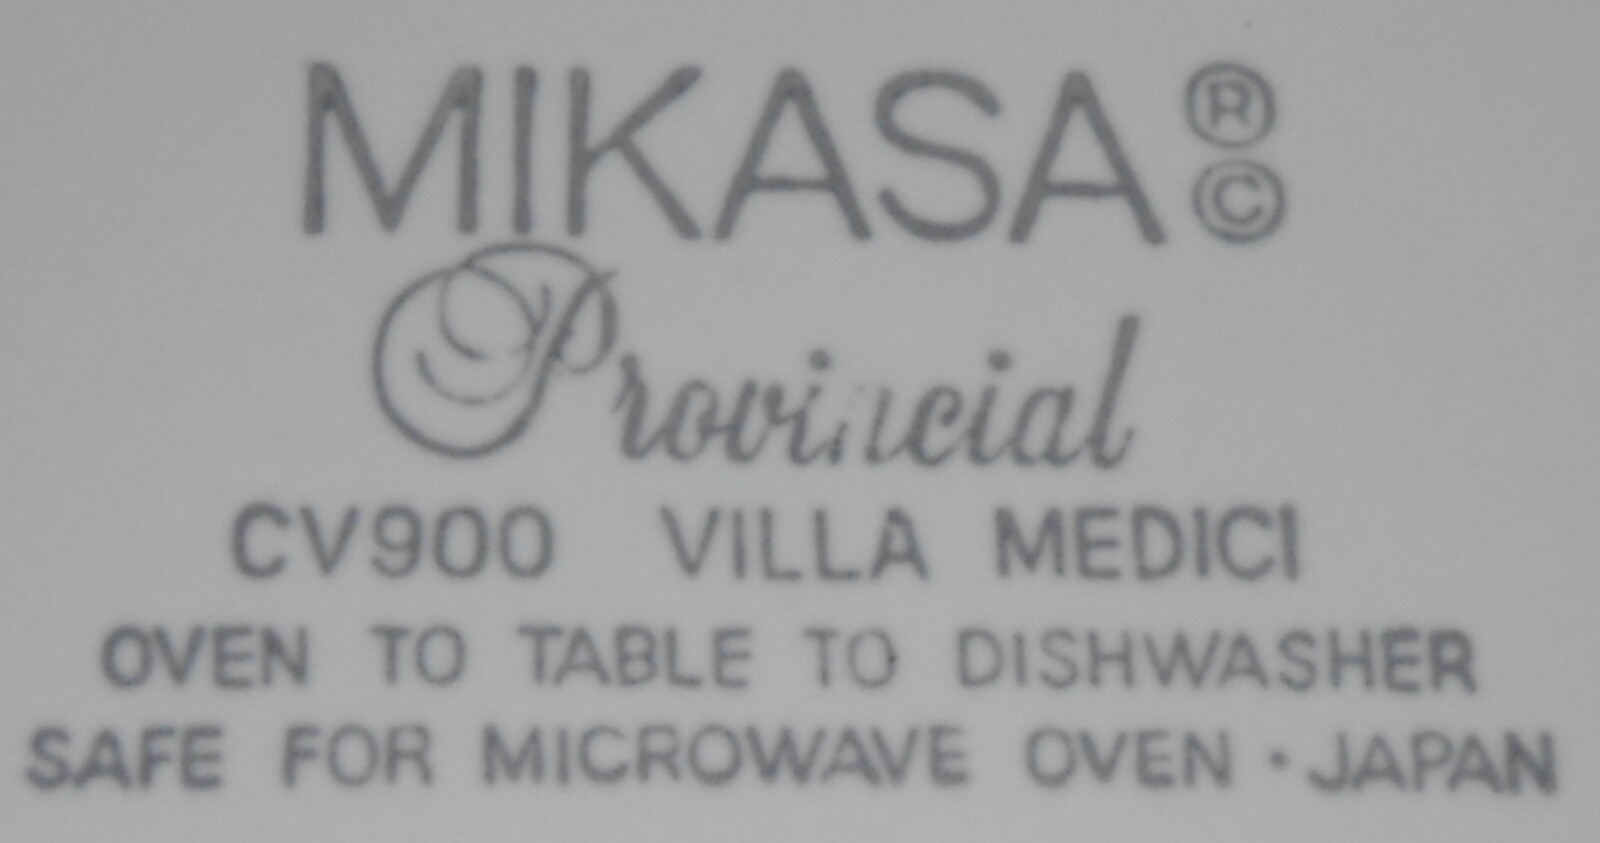 MIKASA ® ©
Provincial
CV900 VILLA MEDICI
OVEN TO TABLE TO DISHWASHER
SAFE FOR MICROWAVE OVEN · JAPAN